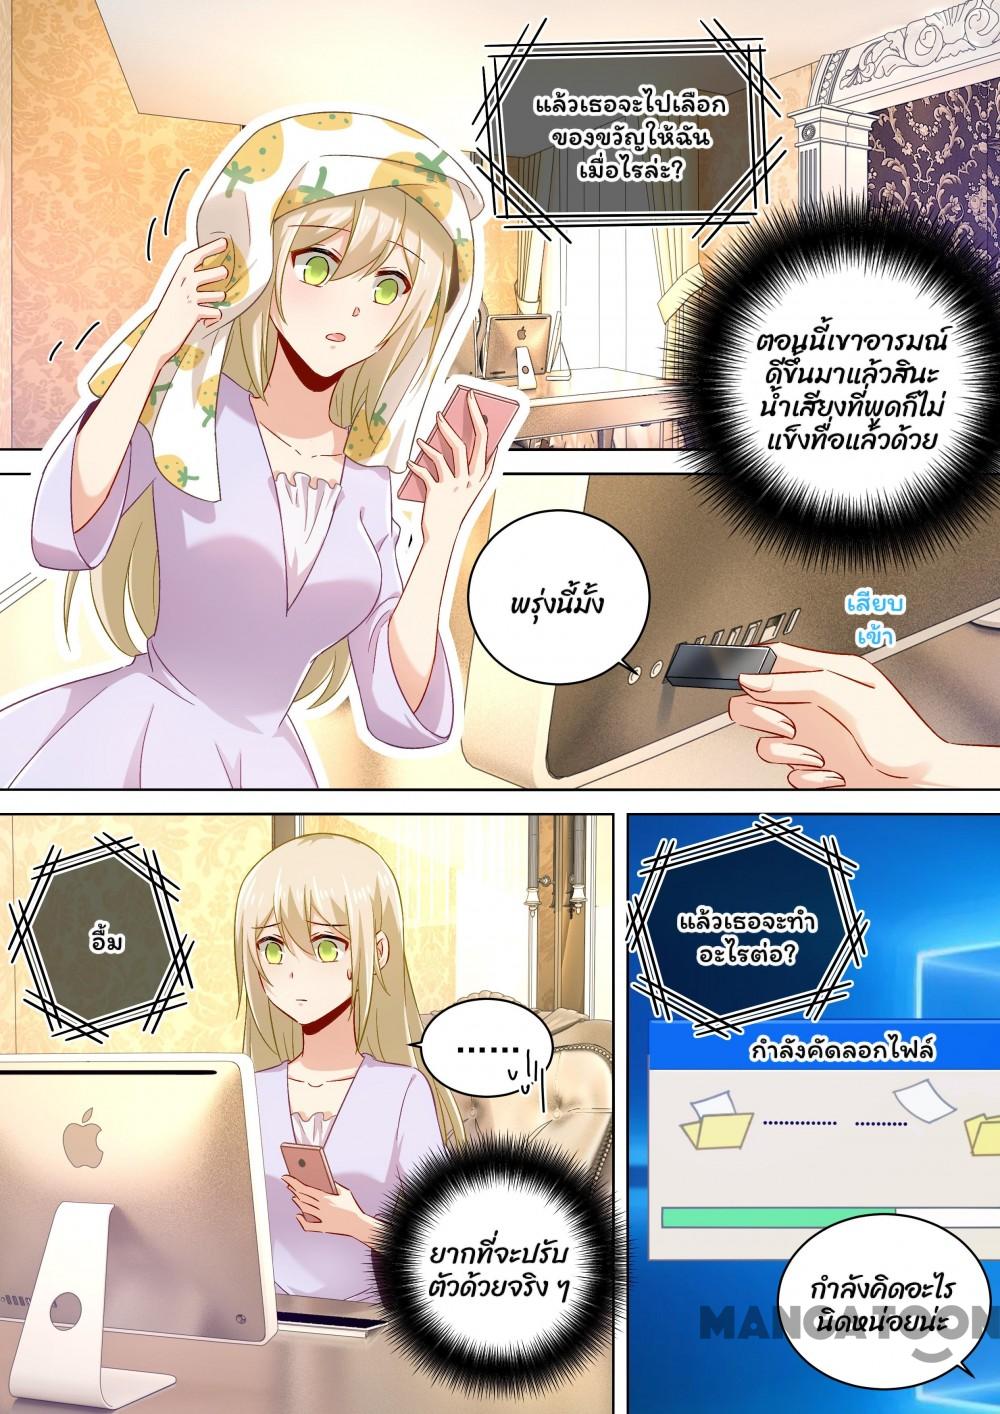 แล้วเธอจะไปเลือก
ของขวัญให้ฉัน
เมื่อไรล่ะ?
ตอนนี้เขาอารมณ์
ดีขึ้นมาแล้วสินะ
น้ำเสียงที่พูดก็ไม่
แข็งทื่อแล้วด้วย
พรุ่งนี้มั้ง
เสียบ
เข้า
อื้ม
.......
ยากที่จะปรับ
ตัวด้วยจริง ๆ
แล้วเธอจะทำ
อะไรต่อ?
กำลังคัดลอกไฟล์
กำลังคิดอะไร
นิดหน่อยน่ะ
MANGATOON